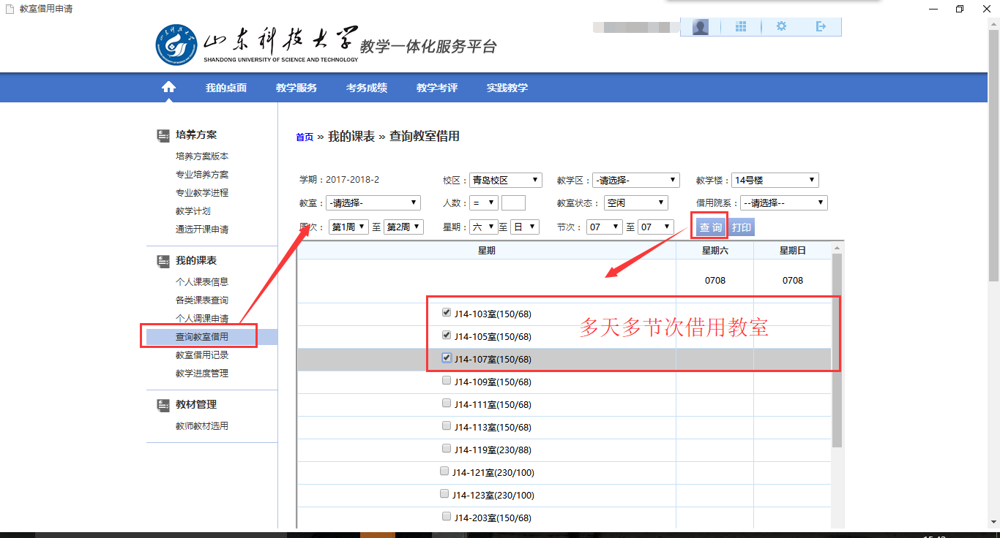 教室借用申请
山东科技大学 教学一体化服务平台
SHANDONG UNIVERSITY OF SCIENCE AND TECHNOLOGY
我的桌面 教学服务 考务成绩 教学考评 实践教学
培养方案
培养方案版本
专业培养方案
专业教学进程
教学计划
通选开课申请
我的课表
个人课表信息
各类课表查询
个人调课申请
查询教室借用
教室借用记录
教学进度管理
教材管理
教师教材选用
首页 » 我的课表 » 查询教室借用
学期：2017-2018-2 校区：青岛校区 教学区：-请选择- 教学楼：14号楼
教室：-请选择- 人数：= 教室状态：空闲 借用院系：--请选择--
周次：第1周 至 第2周 星期：六 至 日 节次：07 至 07 查 询 打印
星期 星期六 星期日
0708 0708
J14-103室(150/68)
多天多节次借用教室
J14-105室(150/68)
J14-107室(150/68)
J14-109室(150/68)
J14-111室(150/68)
J14-113室(150/68)
J14-119室(230/88)
J14-121室(230/100)
J14-123室(230/100)
J14-203室(150/68)